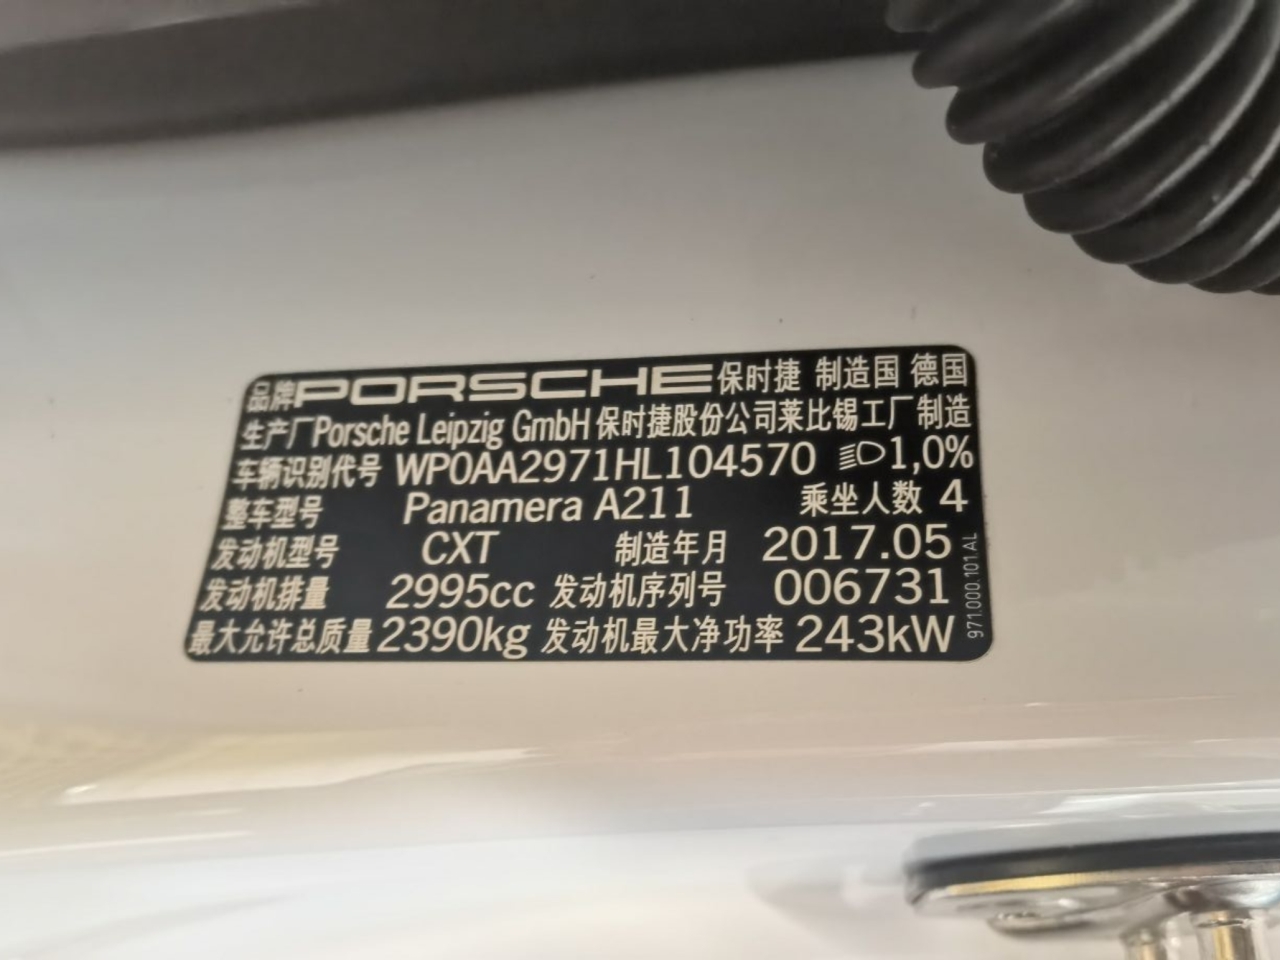 品牌PORSCHE保时捷 制造国 德国
生产厂Porsche Leipzig GmbH 保时捷股份公司莱比锡工厂制造
车辆识别代号 WP0AA2971HL104570 1,0%
整车型号 Panamera A211 乘坐人数 4
发动机型号 CXT 制造年月 2017.05
发动机排量 2995cc 发动机序列号 006731
最大允许总质量 2390kg 发动机最大净功率 243kW
971.000.101.AL